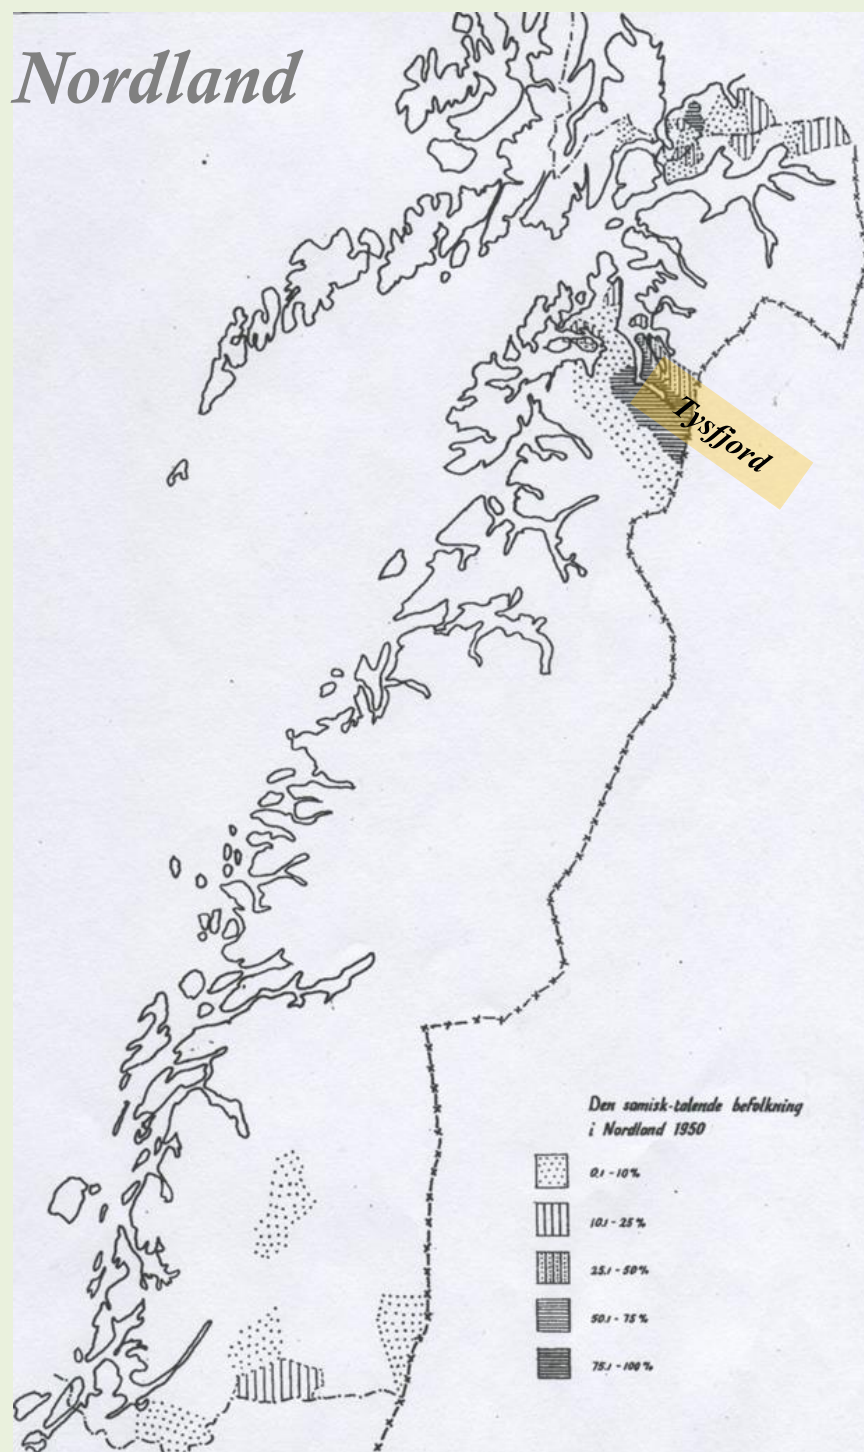 Nordland
Tysfjord
Den samisk-talende befolkning
i Nordland 1950
0.1 - 10%
10.1 - 25 %
25.1 - 50%
50.1 - 75 %
75.1 - 100%